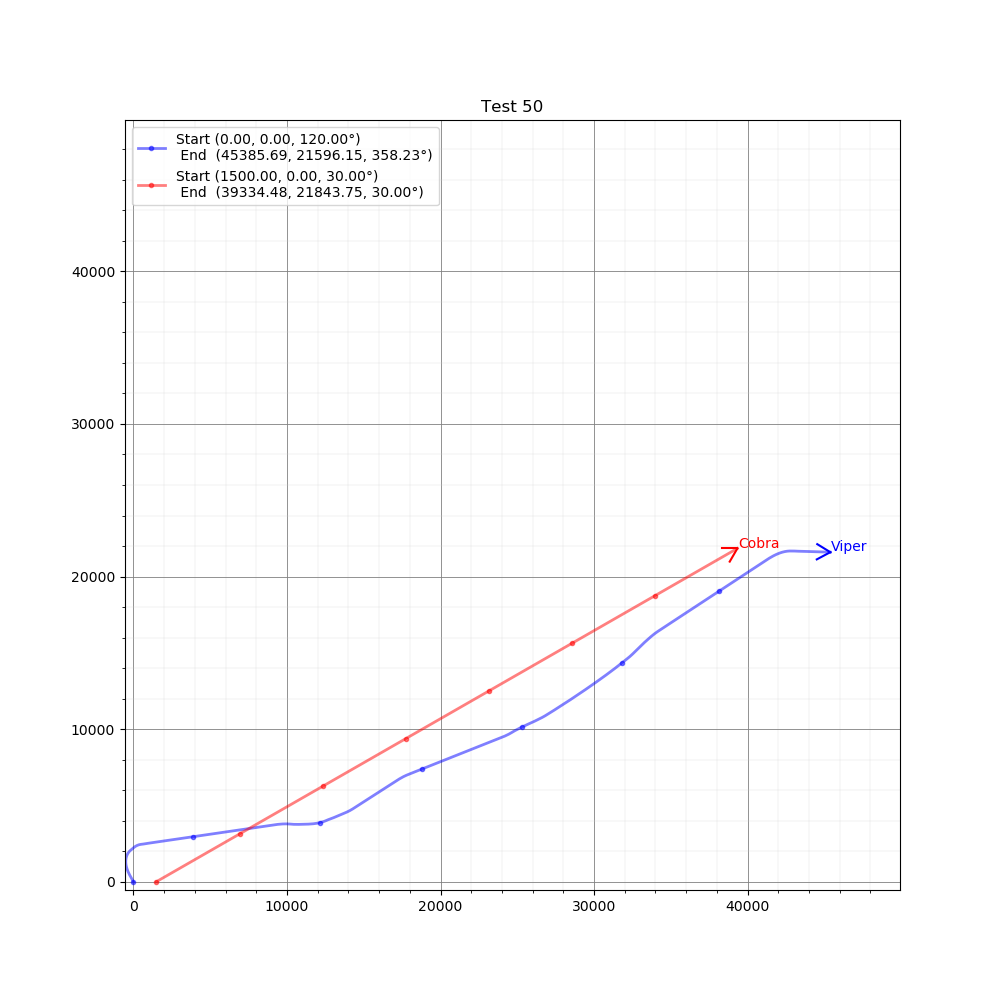 Test 50
Start (0.00, 0.00, 120.00°)
End (45385.69, 21596.15, 358.23°)
Start (1500.00, 0.00, 30.00°)
End (39334.48, 21843.75, 30.00°)
40000
30000
20000
10000
0
Cobra
Viper
0 10000 20000 30000 40000